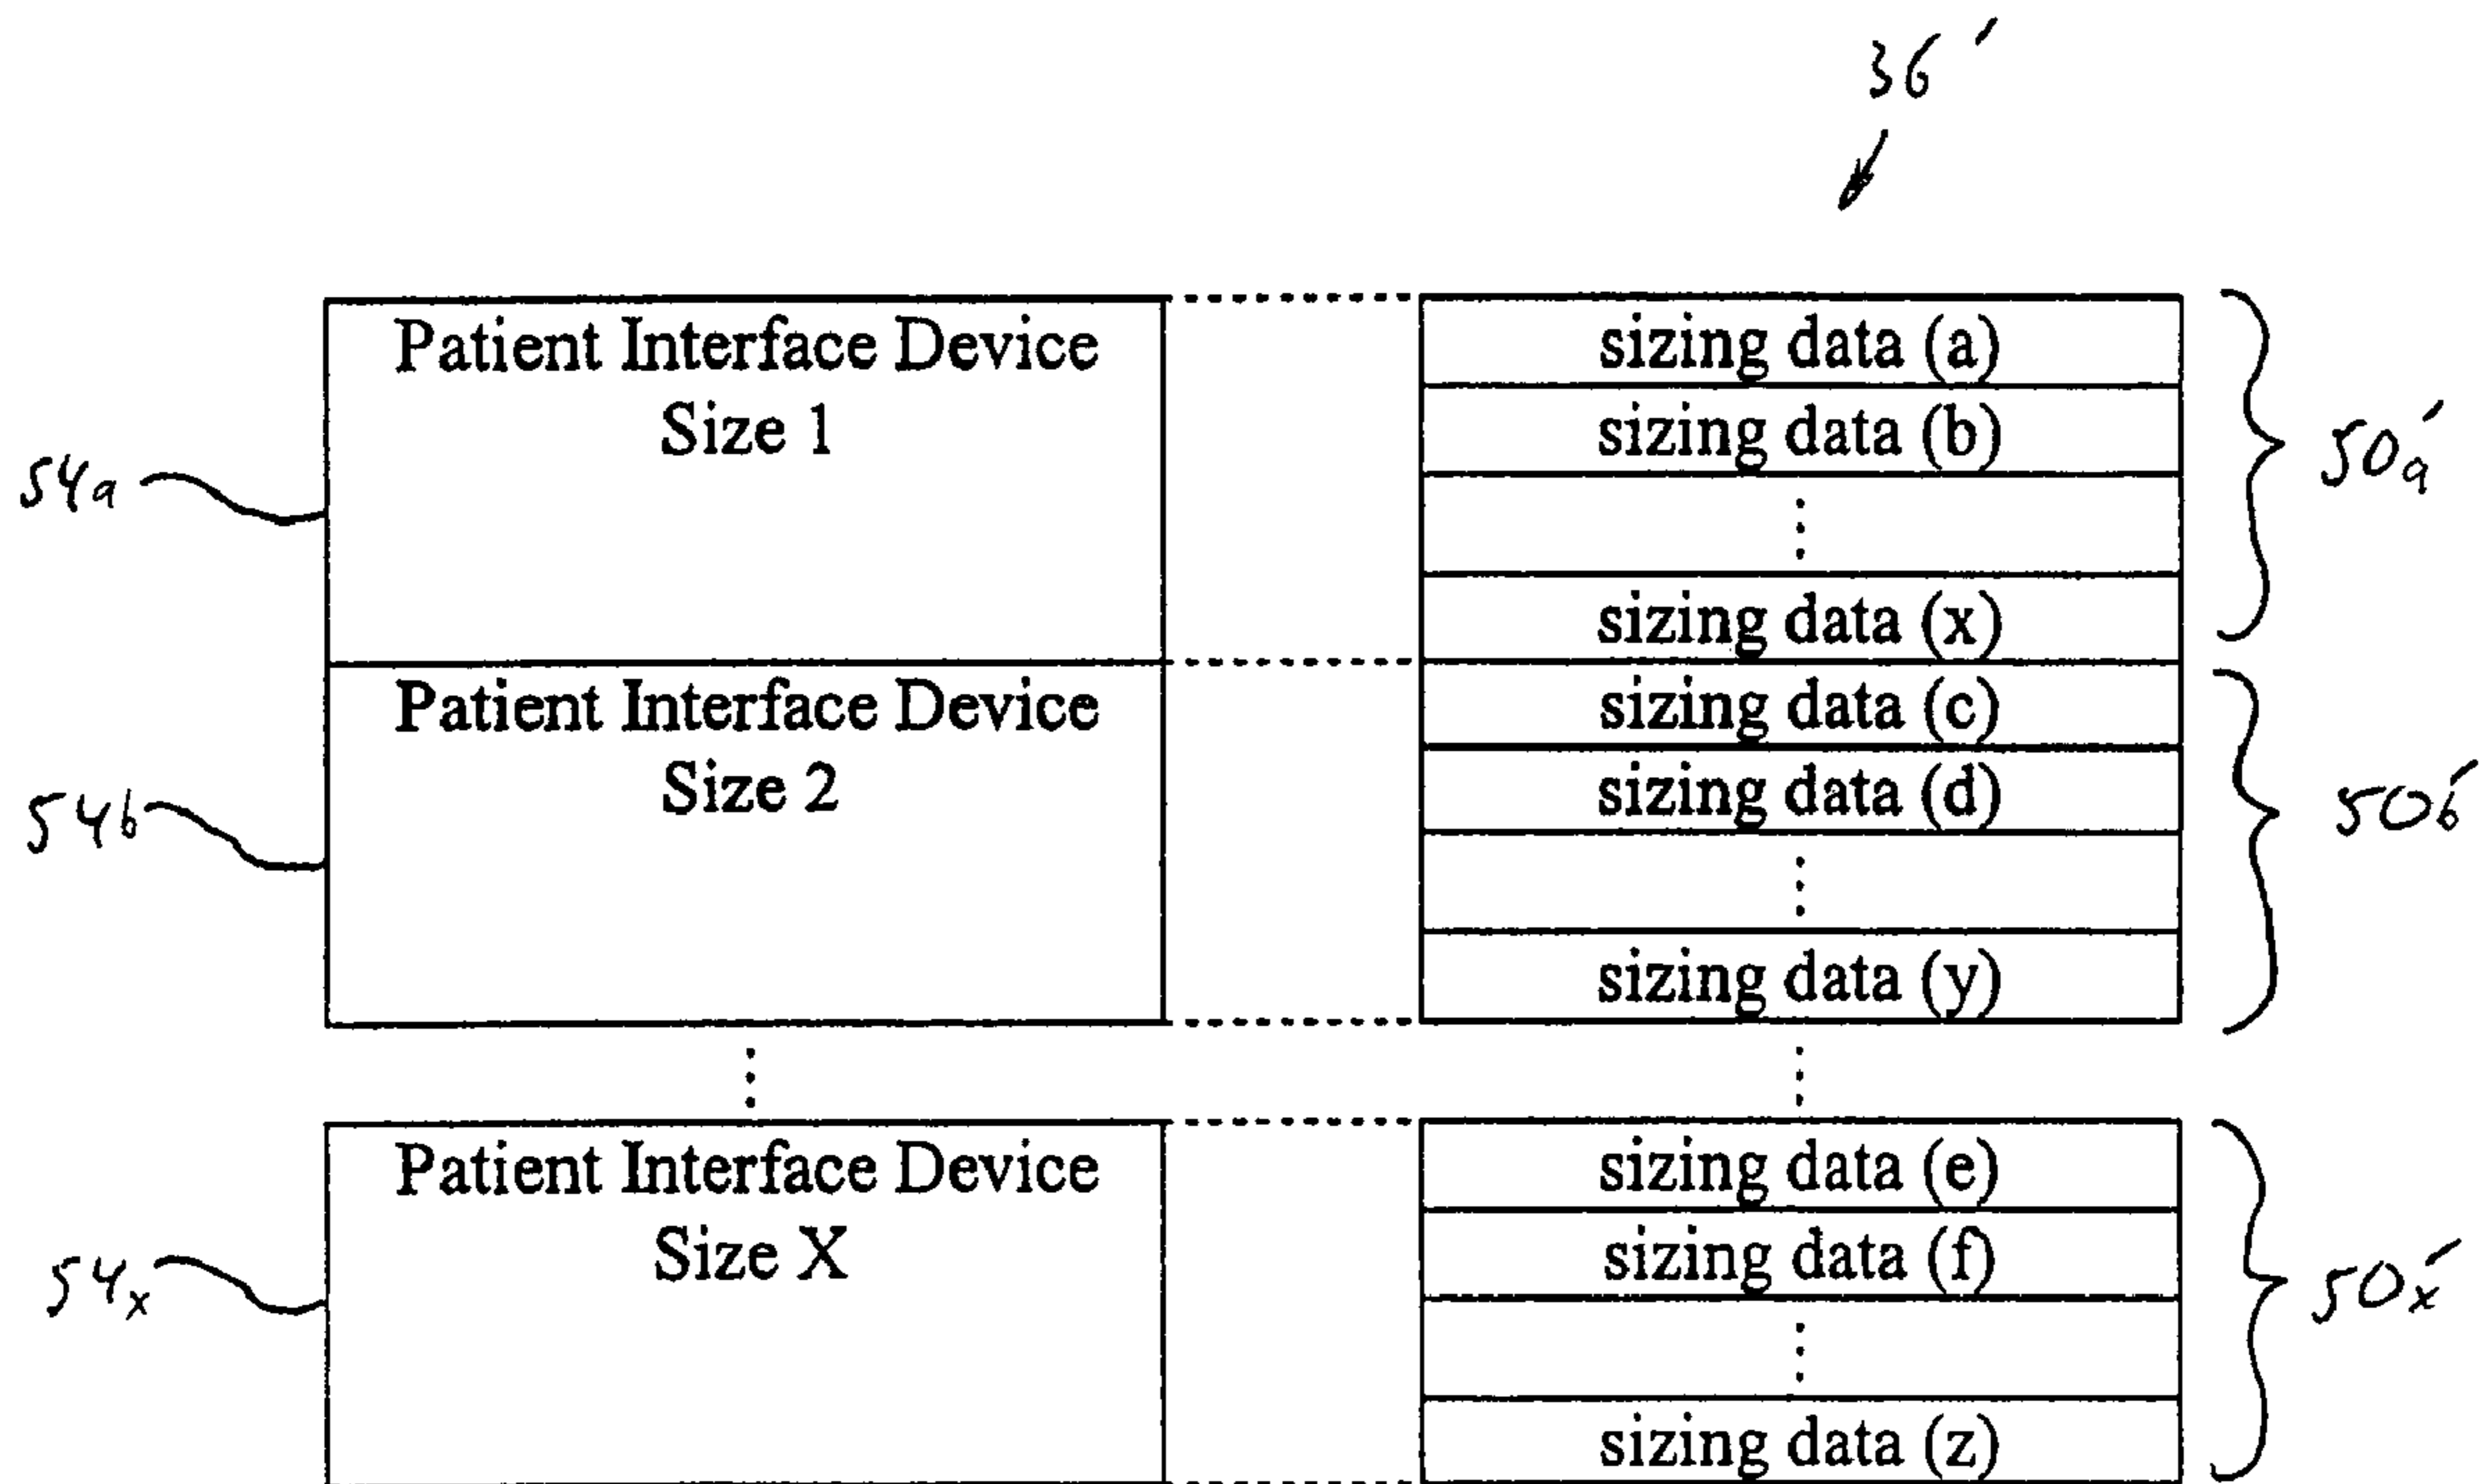 36'
Patient Interface Device
Size 1
54a
sizing data (a)
sizing data (b)
sizing data (x)
50a'
Patient Interface Device
Size 2
54b
sizing data (c)
sizing data (d)
sizing data (y)
50b'
Patient Interface Device
Size X
54x
sizing data (e)
sizing data (f)
sizing data (z)
50x'